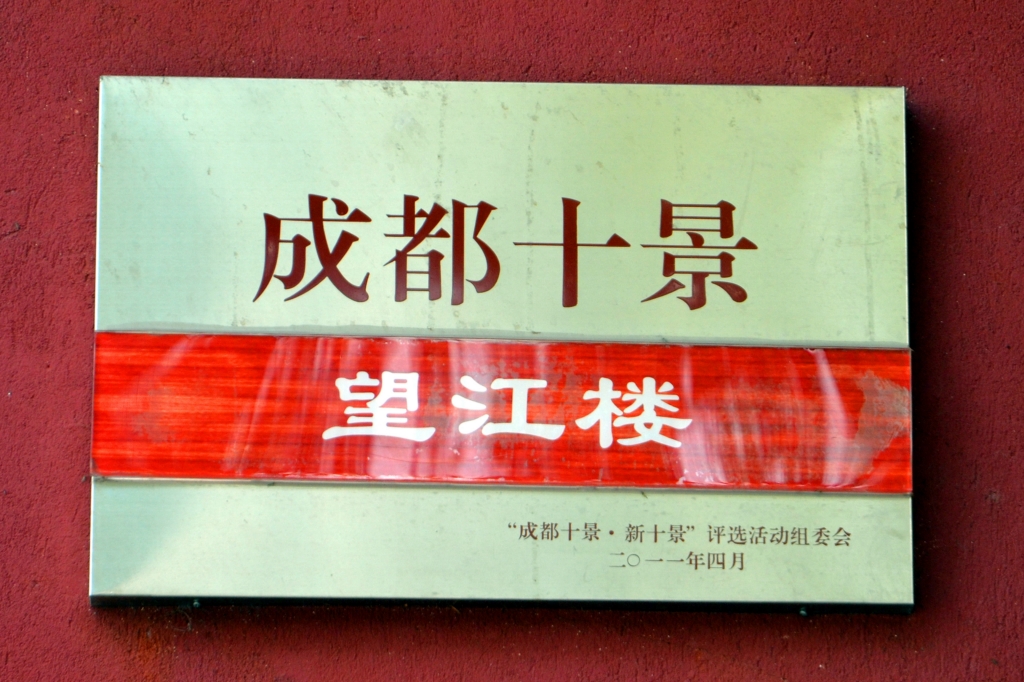 成都十景
望江楼
“成都十景·新十景”评选活动组委会
二〇一一年四月